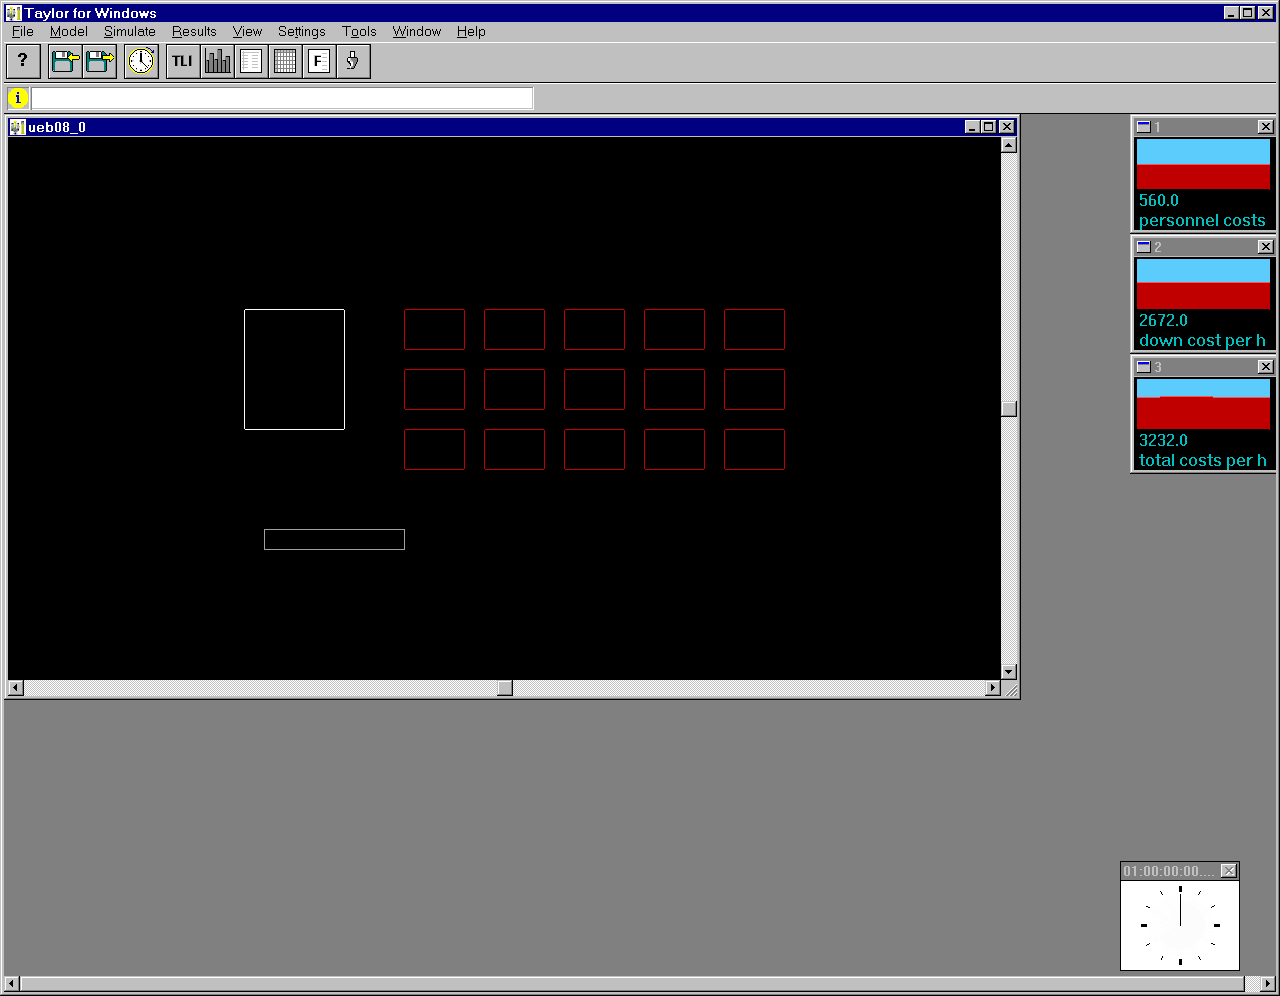 Taylor for Windows
File Model Simulate Results View Settings Tools Window Help
? TLI F
i
ueb08_0
1
560.0
personnel costs
2
2672.0
down cost per h
3
3232.0
total costs per h
01:00:00:00....